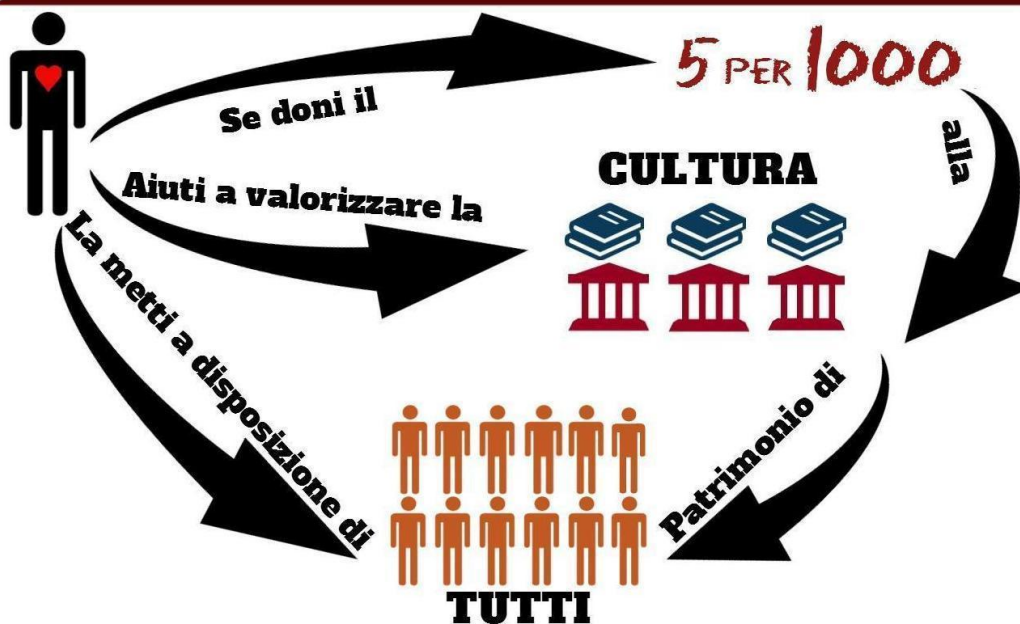 Se doni il
5 PER 1000
alla
Aiuti a valorizzare la
CULTURA
La metti a disposizione di
Patrimonio di
TUTTI